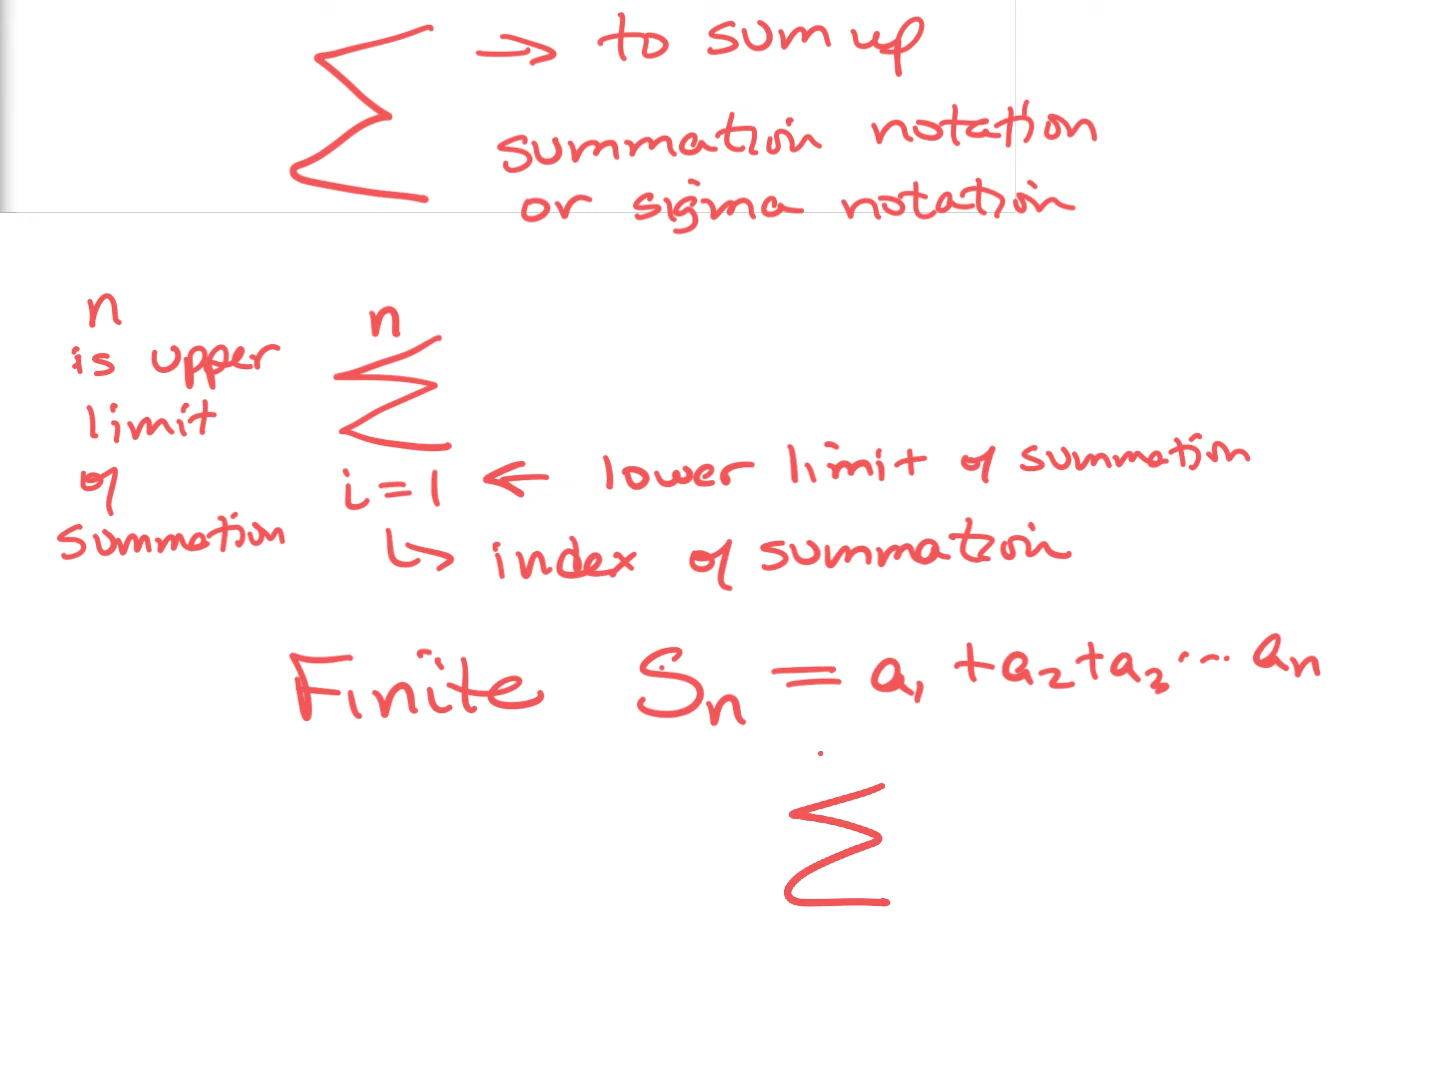 Σ → to sum up
summation notation
or sigma notation
n
is upper
limit
of
summation
n
Σ
i = 1 ← lower limit of summation
↳ index of summation
Finite Sn = a1 + a2 + a3 ... an
Σ